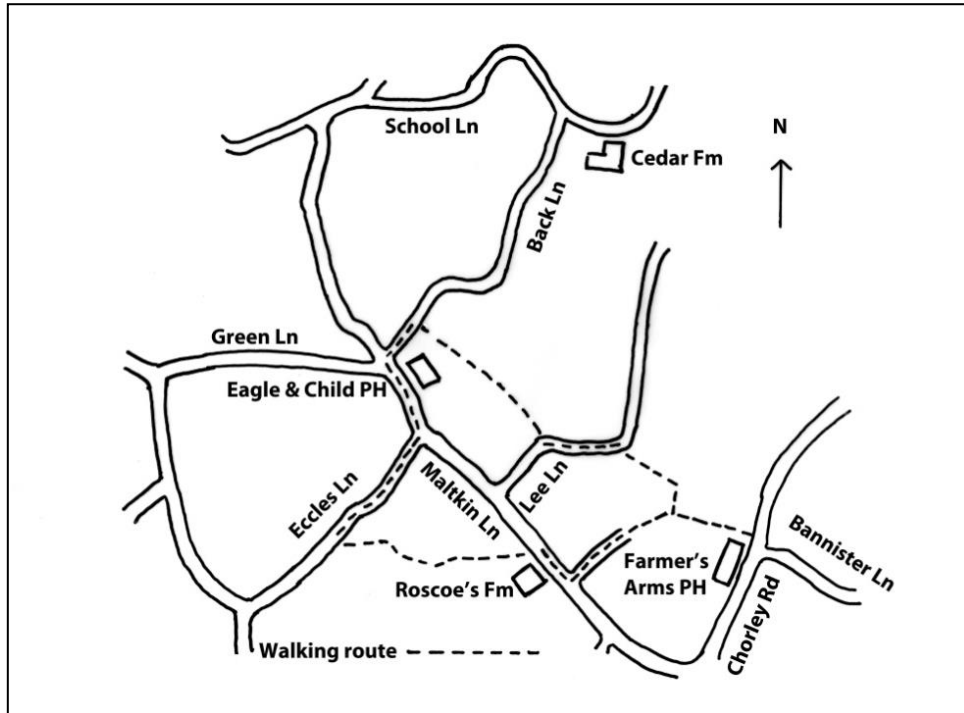 School Ln
N
Cedar Fm
Back Ln
Green Ln
Eagle & Child PH
Eccles Ln
Maltkin Ln
Lee Ln
Roscoe's Fm
Farmer's
Arms PH
Bannister Ln
Chorley Rd
Walking route